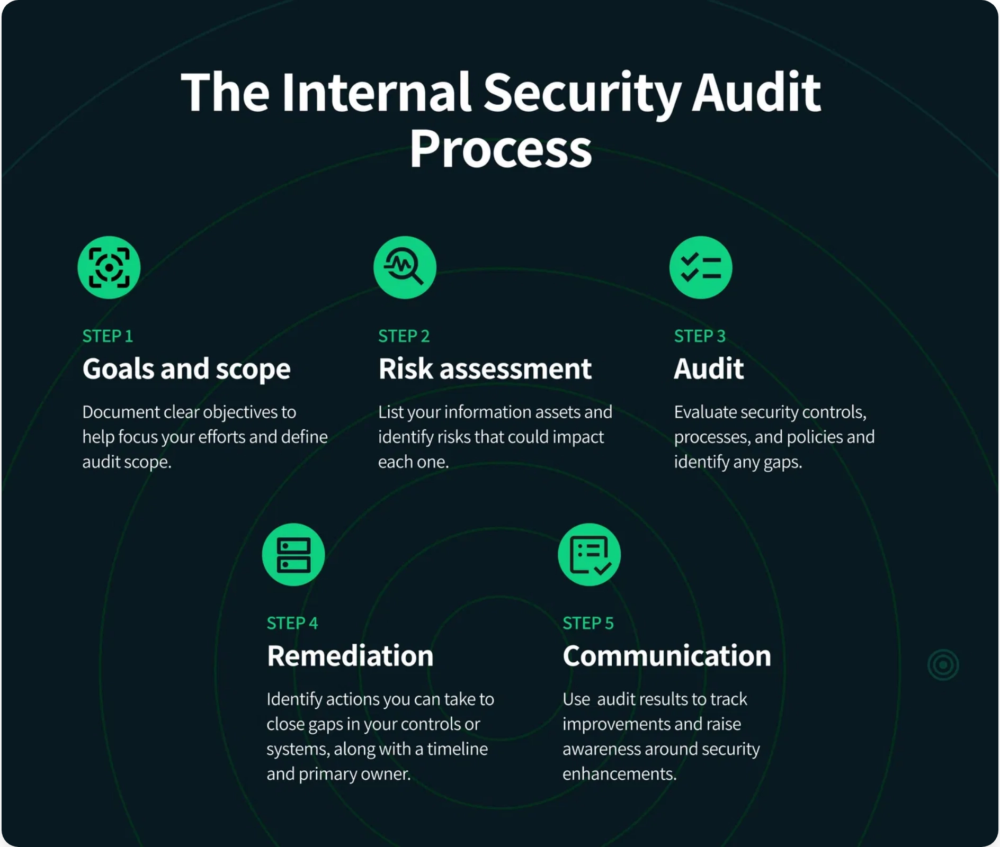 The Internal Security Audit
Process
STEP 1
Goals and scope
Document clear objectives to
help focus your efforts and define
audit scope.
STEP 2
Risk assessment
List your information assets and
identify risks that could impact
each one.
STEP 3
Audit
Evaluate security controls,
processes, and policies and
identify any gaps.
STEP 4
Remediation
Identify actions you can take to
close gaps in your controls or
systems, along with a timeline
and primary owner.
STEP 5
Communication
Use  audit results to track
improvements and raise
awareness around security
enhancements.